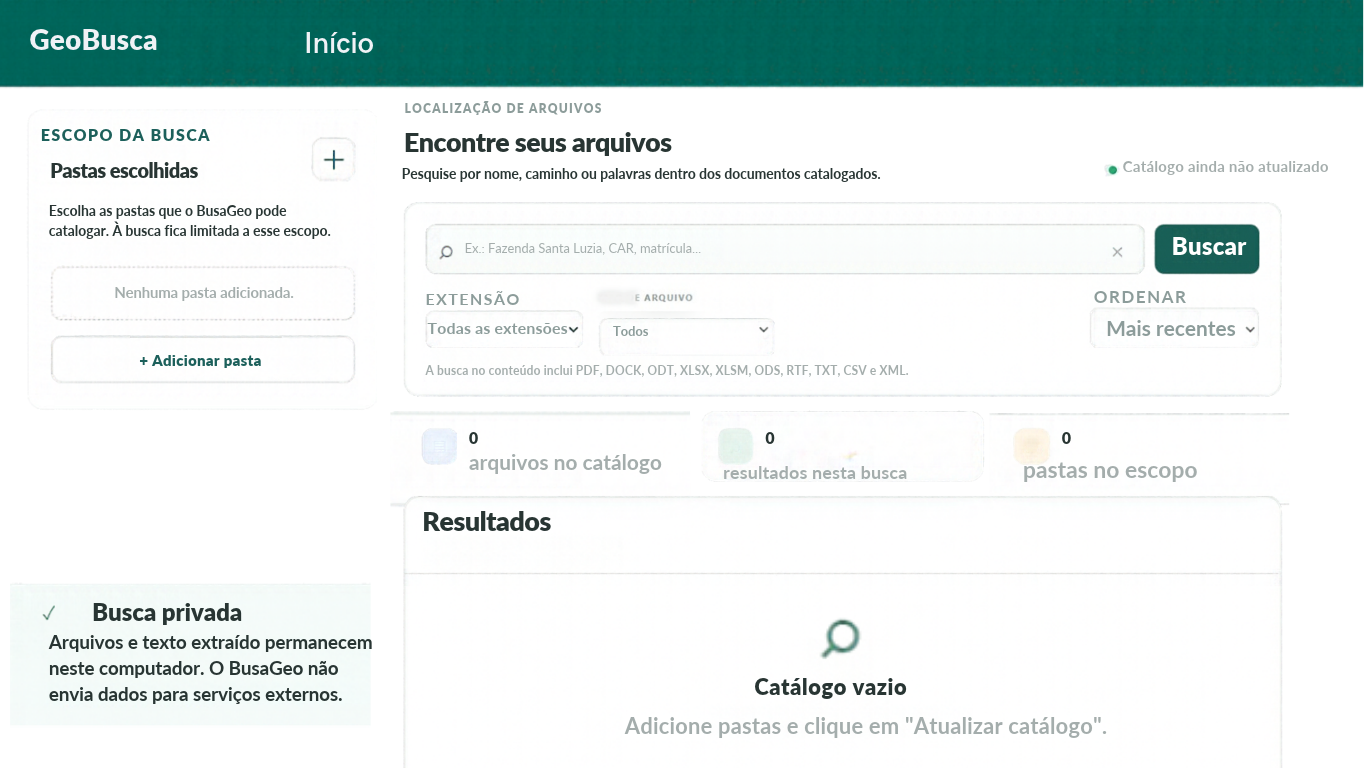 GeoBusca
Início
ESCOPO DA BUSCA
+
Pastas escolhidas
Escolha as pastas que o BusaGeo pode
catalogar. À busca fica limitada a esse escopo.
Nenhuma pasta adicionada.
+ Adicionar pasta
✓ Busca privada
Arquivos e texto extraído permanecem
neste computador. O BusaGeo não
envia dados para serviços externos.
LOCALIZAÇÃO DE ARQUIVOS
Encontre seus arquivos
Pesquise por nome, caminho ou palavras dentro dos documentos catalogados.
Catálogo ainda não atualizado
Ex.: Fazenda Santa Luzia, CAR, matrícula...
×
Buscar
EXTENSÃO
Todas as extensões
E ARQUIVO
Todos
ORDENAR
Mais recentes
A busca no conteúdo inclui PDF, DOCK, ODT, XLSX, XLSM, ODS, RTF, TXT, CSV e XML.
0
arquivos no catálogo
0
resultados nesta busca
0
pastas no escopo
Resultados
Catálogo vazio
Adicione pastas e clique em "Atualizar catálogo".